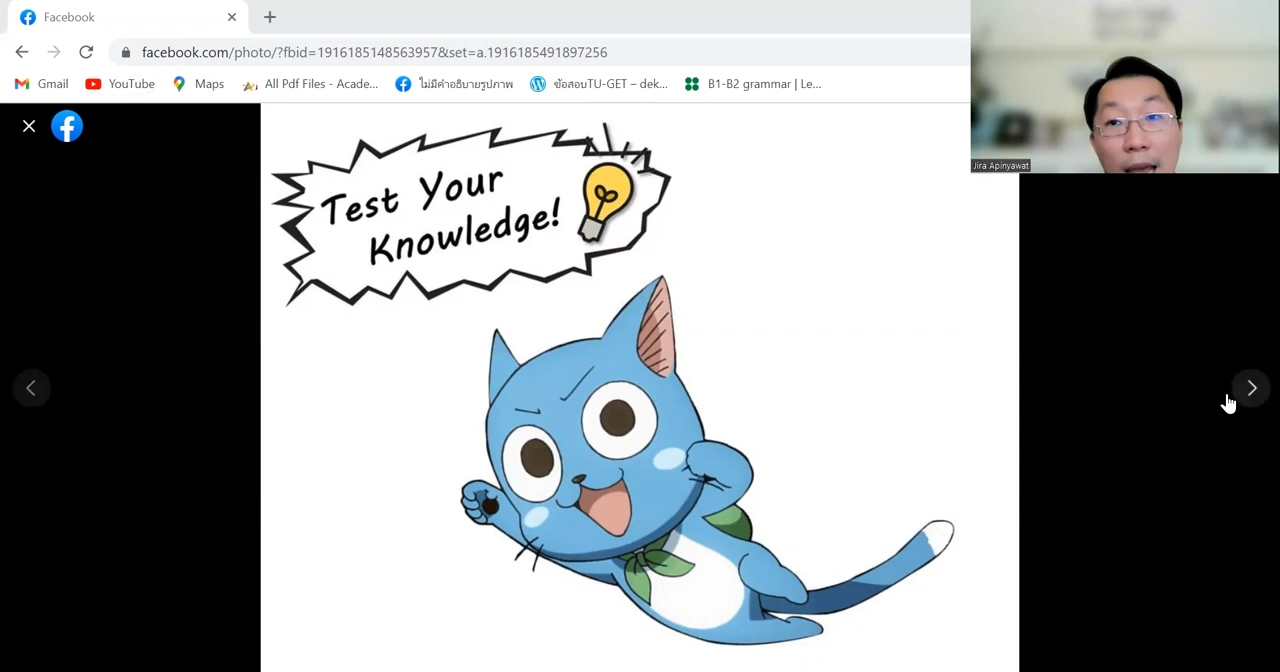 Facebook
facebook.com/photo/?fbid=1916185148563957&set=a.1916185491897256
Gmail
YouTube
Maps
All Pdf Files - Acade...
ไม่มีคำอธิบายรูปภาพ
ข้อสอบTU-GET – dek...
B1-B2 grammar | Le...
Jira Apinyawat
Test Your
Knowledge!